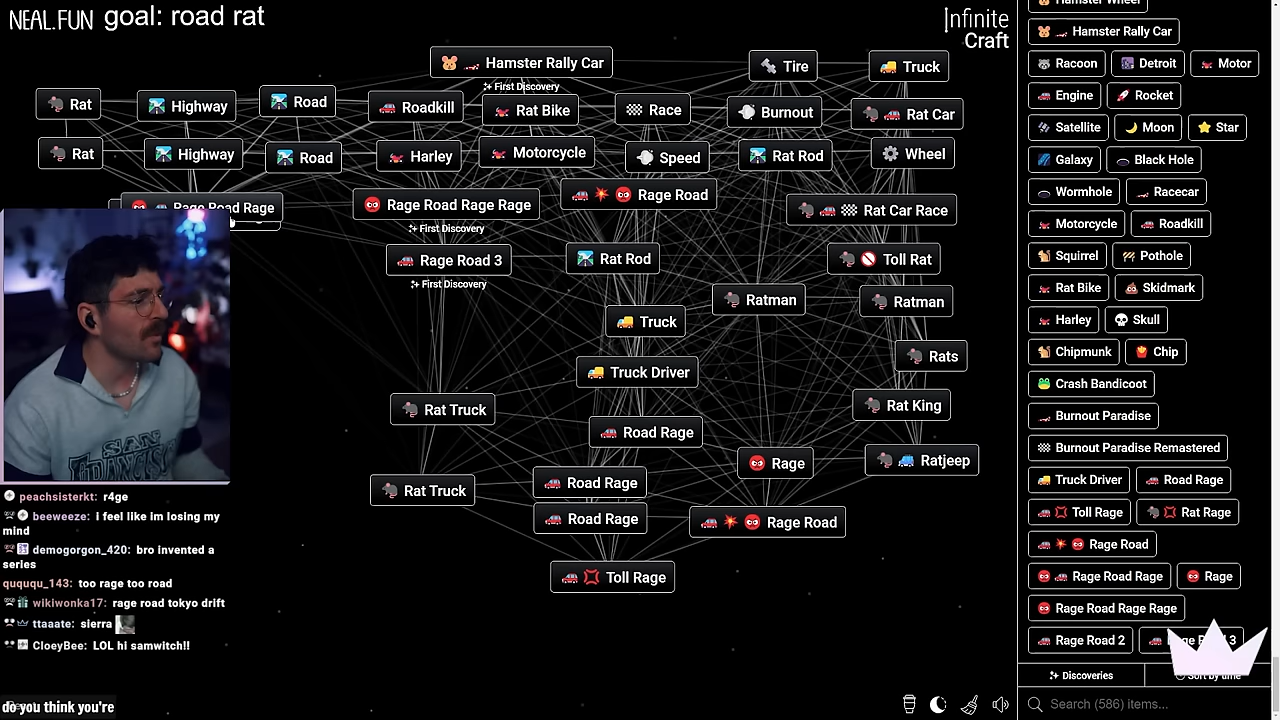 NEAL.FUN
goal: road rat
Infinite
Craft
Hamster Rally Car
First Discovery
Tire
Truck
Rat
Highway
Road
Roadkill
Rat Bike
Race
Burnout
Rat Car
Rat
Highway
Road
Harley
Motorcycle
Speed
Rat Rod
Wheel
Rage Road Rage
Rage Road Rage Rage
First Discovery
Rage Road
Rat Car Race
Rage Road 3
First Discovery
Rat Rod
Toll Rat
Ratman
Ratman
Truck
Rats
Truck Driver
Rat Truck
Rat King
Road Rage
Rage
Ratjeep
Rat Truck
Road Rage
Road Rage
Rage Road
Toll Rage
SAN
peachsisterkt: r4ge
beeweeze: i feel like im losing my
mind
demogorgon_420: bro invented a
series
quququ_143: too rage too road
wikiwonka17: rage road tokyo drift
ttaaate: sierra
CloeyBee: LOL hi samwitch!!
do you think you're
Hamster Wheel
Hamster Rally Car
Racoon
Detroit
Motor
Engine
Rocket
Satellite
Moon
Star
Galaxy
Black Hole
Wormhole
Racecar
Motorcycle
Roadkill
Squirrel
Pothole
Rat Bike
Skidmark
Harley
Skull
Chipmunk
Chip
Crash Bandicoot
Burnout Paradise
Burnout Paradise Remastered
Truck Driver
Road Rage
Toll Rage
Rat Rage
Rage Road
Rage Road Rage
Rage
Rage Road Rage Rage
Rage Road 2
3
Discoveries
Sort by time
Search (586) items...